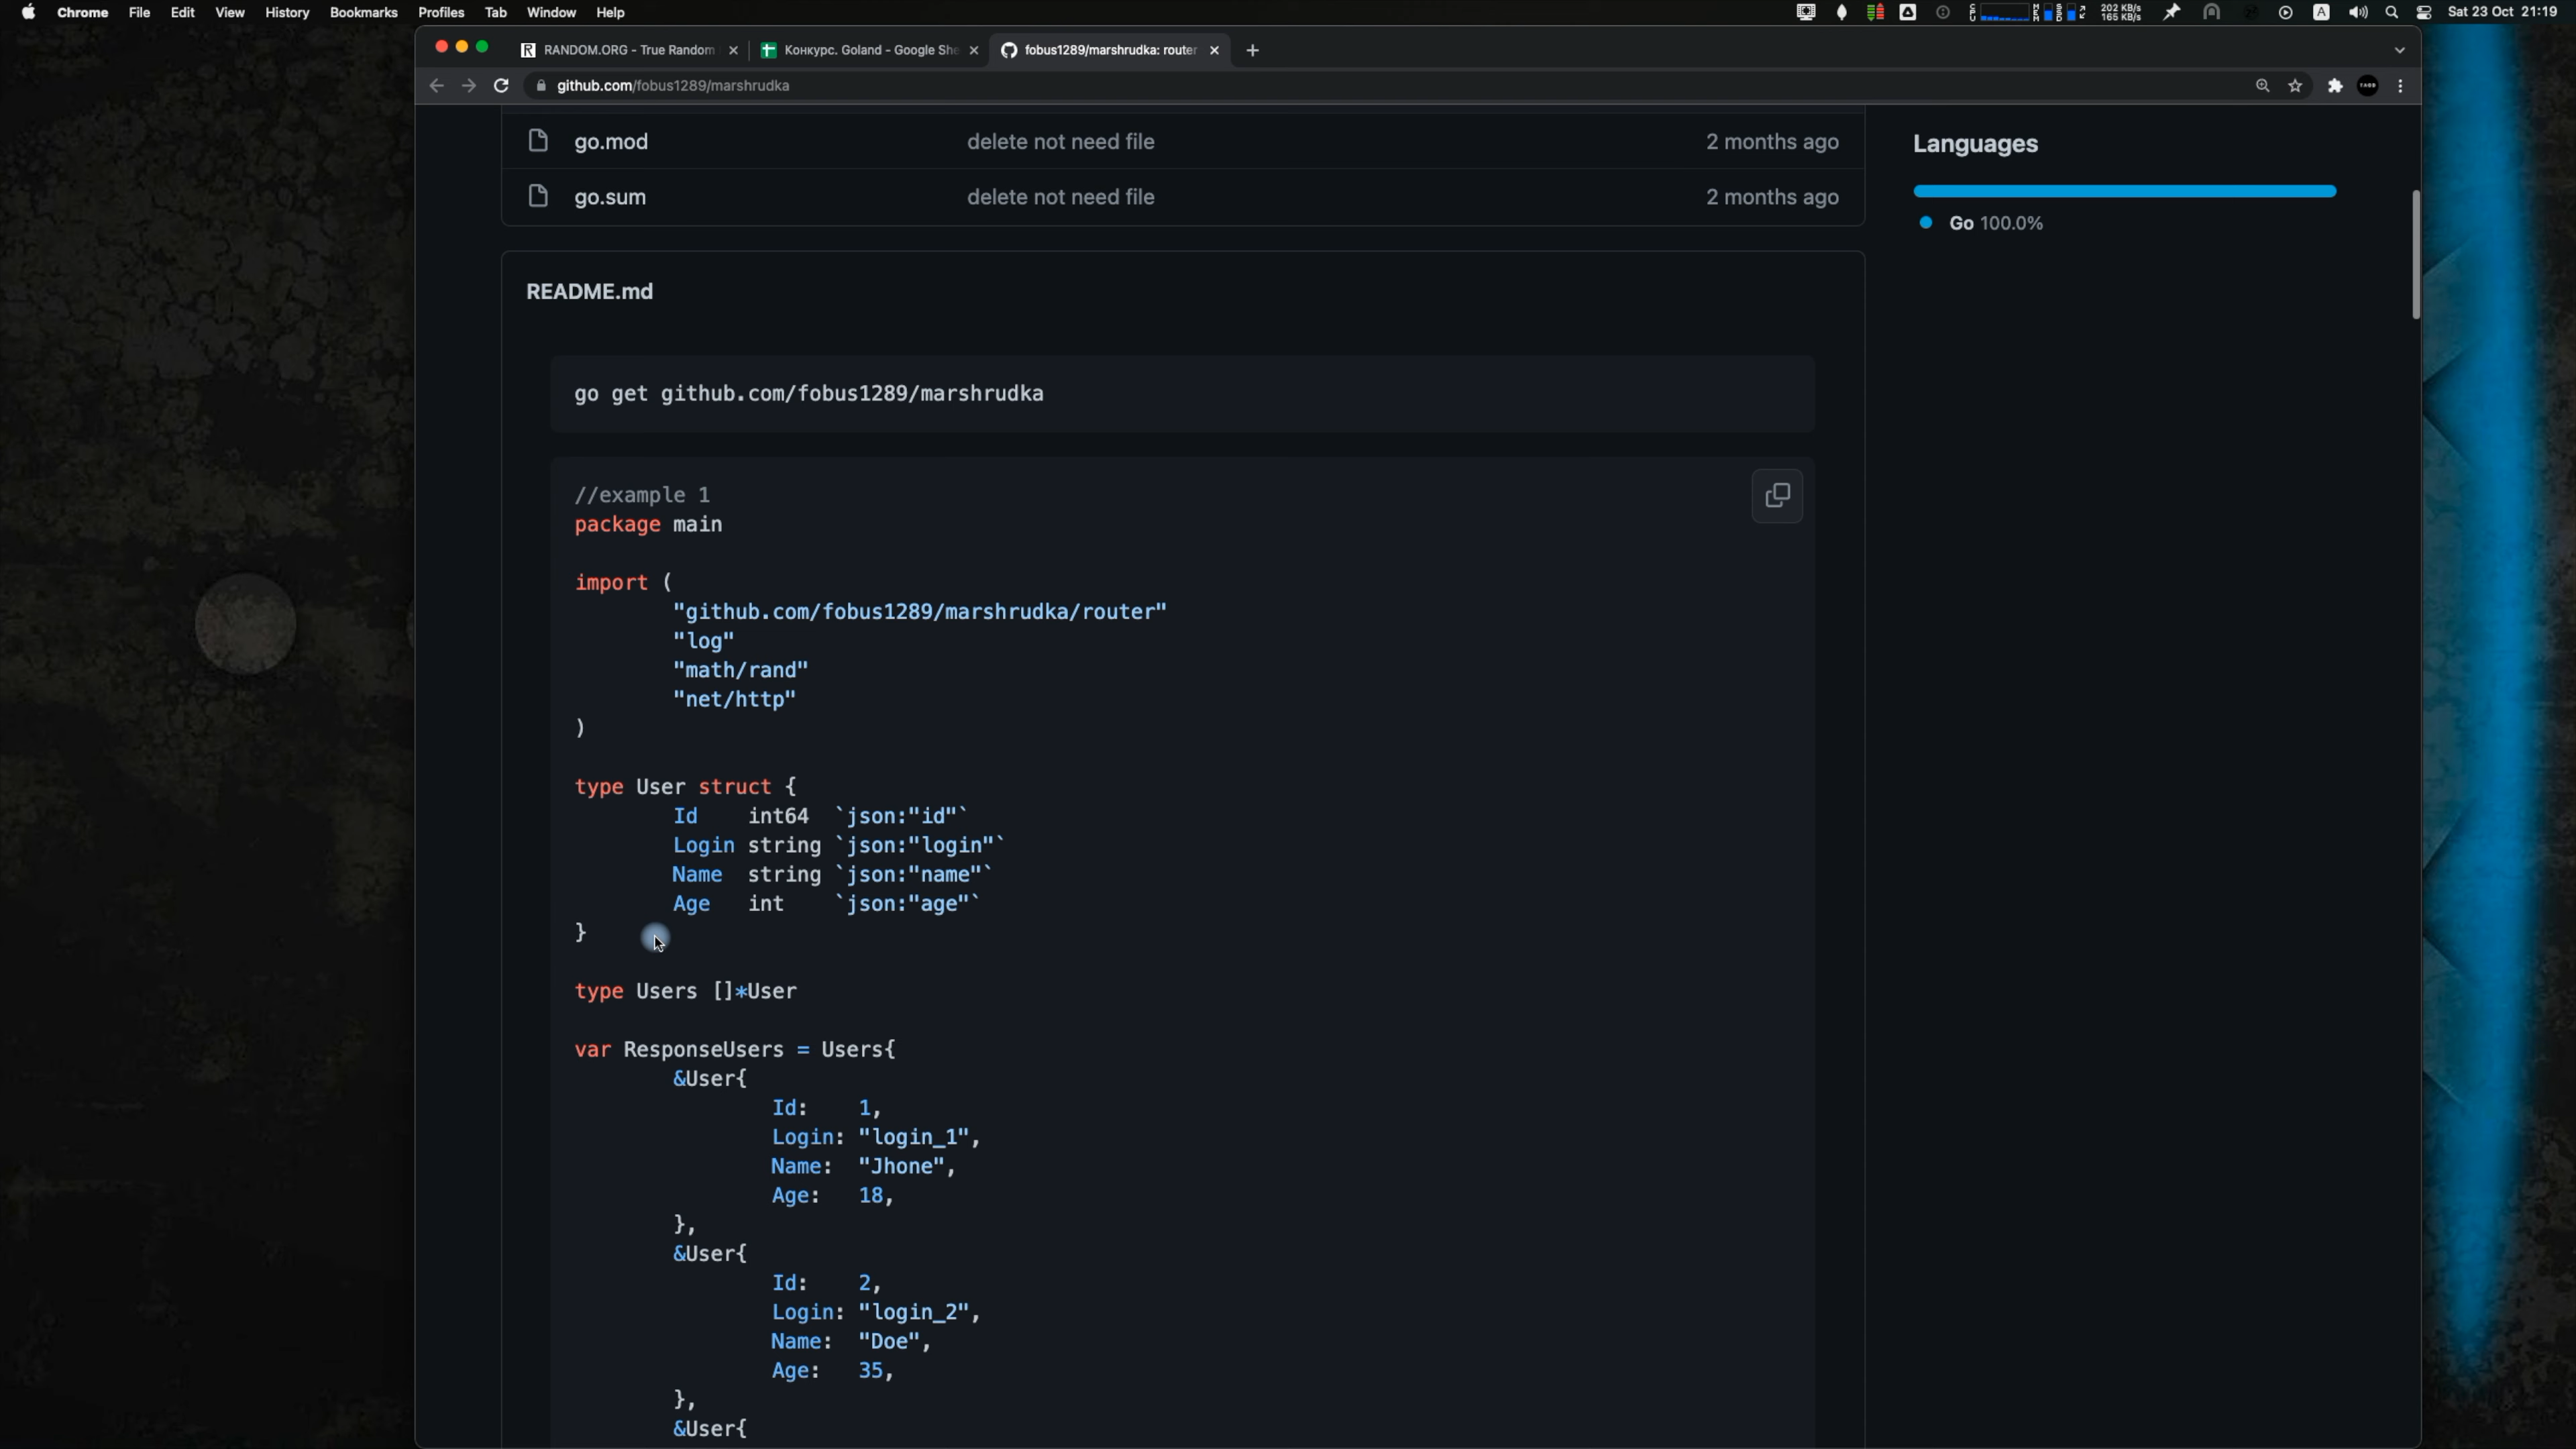 Chrome File Edit View History Bookmarks Profiles Tab Window Help
202 KB/s
165 KB/s
A
Sat 23 Oct 21:19
RANDOM.ORG - True Random
Конкурс. Goland - Google She
fobus1289/marshrudka: router
github.com/fobus1289/marshrudka
go.mod delete not need file 2 months ago
go.sum delete not need file 2 months ago
Languages
Go 100.0%
README.md
go get github.com/fobus1289/marshrudka
//example 1
package main
import (
"github.com/fobus1289/marshrudka/router"
"log"
"math/rand"
"net/http"
)
type User struct {
Id int64 `json:"id"`
Login string `json:"login"`
Name string `json:"name"`
Age int `json:"age"`
}
type Users []*User
var ResponseUsers = Users{
&User{
Id: 1,
Login: "login_1",
Name: "Jhone",
Age: 18,
},
&User{
Id: 2,
Login: "login_2",
Name: "Doe",
Age: 35,
},
&User{